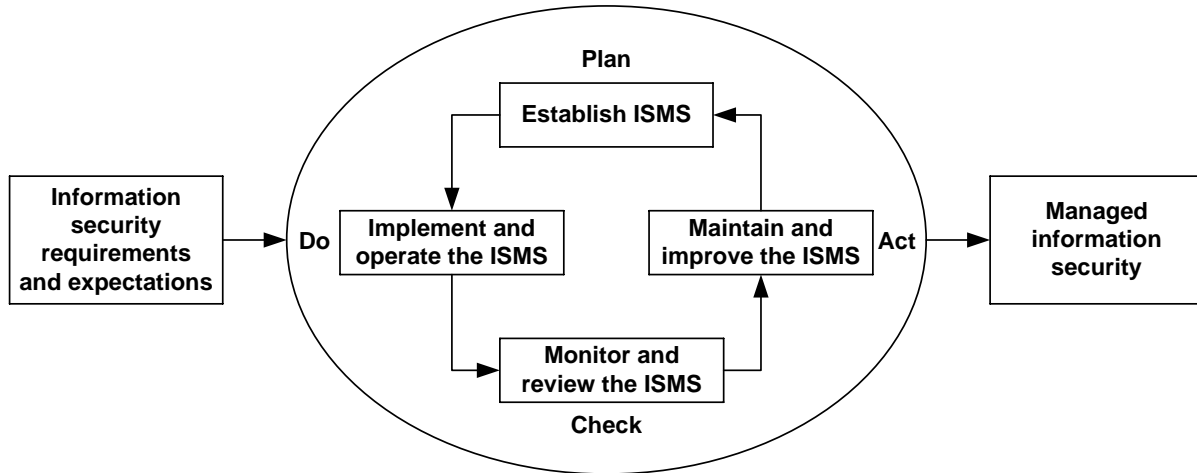 Plan
Establish ISMS
Information
security
requirements
and expectations
Do
Implement and
operate the ISMS
Maintain and
improve the ISMS
Act
Managed
information
security
Monitor and
review the ISMS
Check